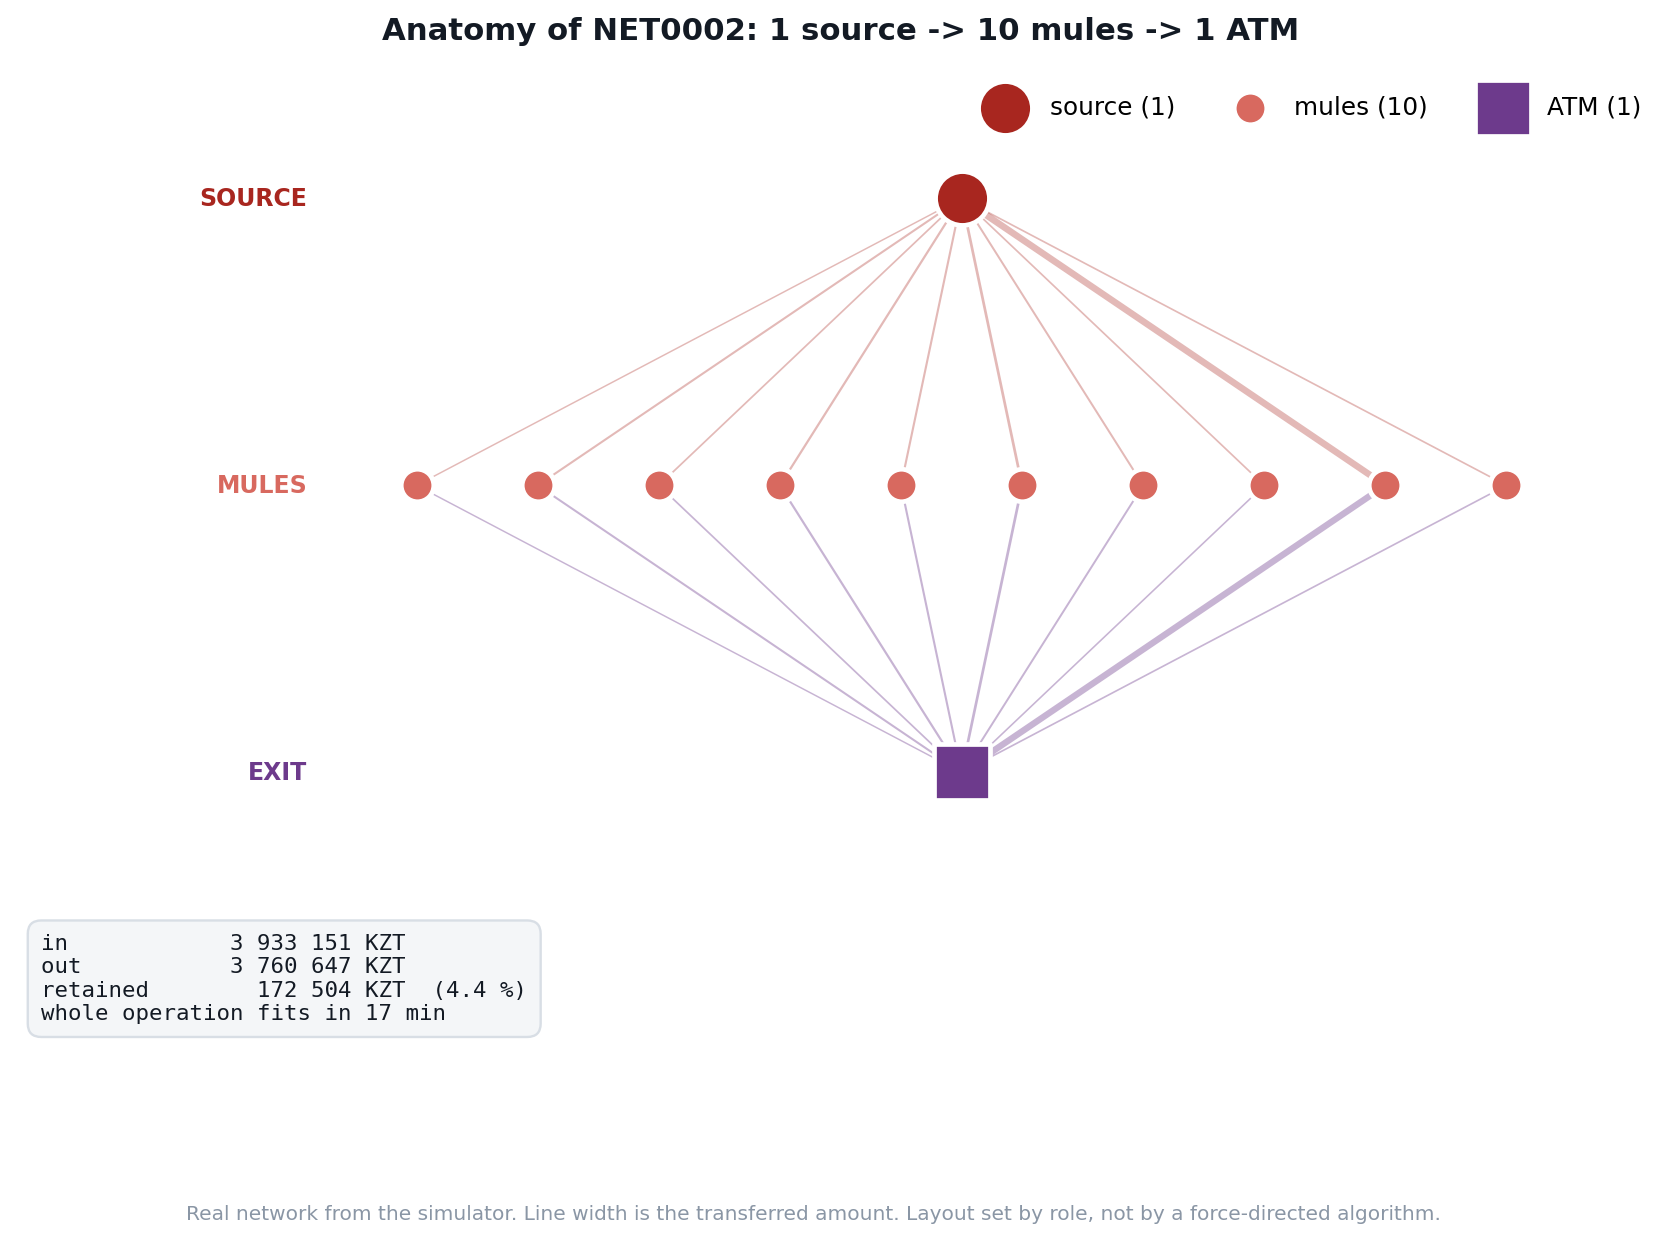 Anatomy of NET0002: 1 source -> 10 mules -> 1 ATM
source (1) mules (10) ATM (1)
SOURCE
MULES
EXIT
in 3 933 151 KZT
out 3 760 647 KZT
retained 172 504 KZT (4.4 %)
whole operation fits in 17 min
Real network from the simulator. Line width is the transferred amount. Layout set by role, not by a force-directed algorithm.